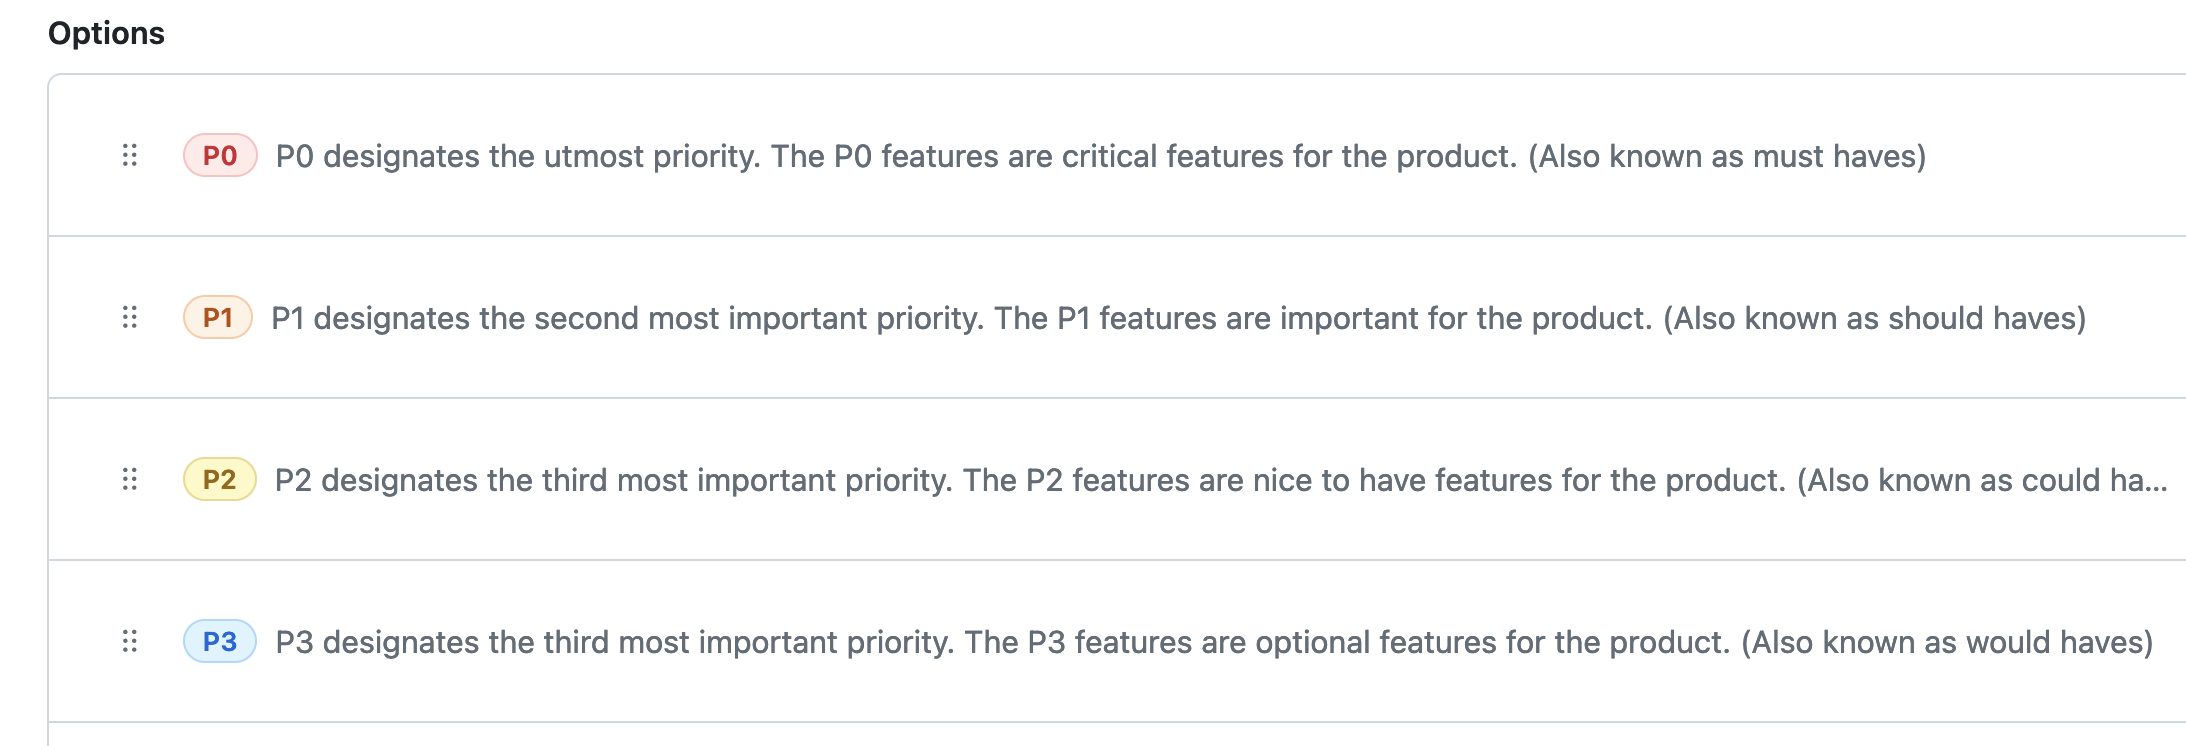 Options
P0 P0 designates the utmost priority. The P0 features are critical features for the product. (Also known as must haves)
P1 P1 designates the second most important priority. The P1 features are important for the product. (Also known as should haves)
P2 P2 designates the third most important priority. The P2 features are nice to have features for the product. (Also known as could ha...
P3 P3 designates the third most important priority. The P3 features are optional features for the product. (Also known as would haves)